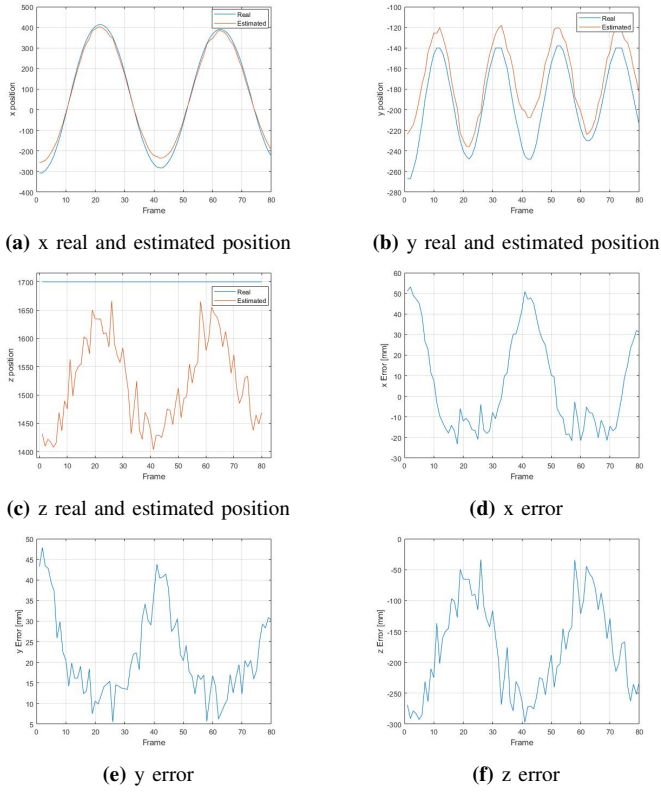 500
400
300
200
100
0
-100
-200
-300
-400
0 10 20 30 40 50 60 70 80
x position
Frame
Real
Estimated
(a) x real and estimated position
-100
-120
-140
-160
-180
-200
-220
-240
-260
-280
0 10 20 30 40 50 60 70 80
y position
Frame
Real
Estimated
(b) y real and estimated position
1700
1650
1600
1550
1500
1450
1400
0 10 20 30 40 50 60 70 80
z position
Frame
Real
Estimated
(c) z real and estimated position
60
50
40
30
20
10
0
-10
-20
-30
0 10 20 30 40 50 60 70 80
x Error [mm]
Frame
(d) x error
50
45
40
35
30
25
20
15
10
5
0 10 20 30 40 50 60 70 80
y Error [mm]
Frame
(e) y error
0
-50
-100
-150
-200
-250
-300
0 10 20 30 40 50 60 70 80
z Error [mm]
Frame
(f) z error